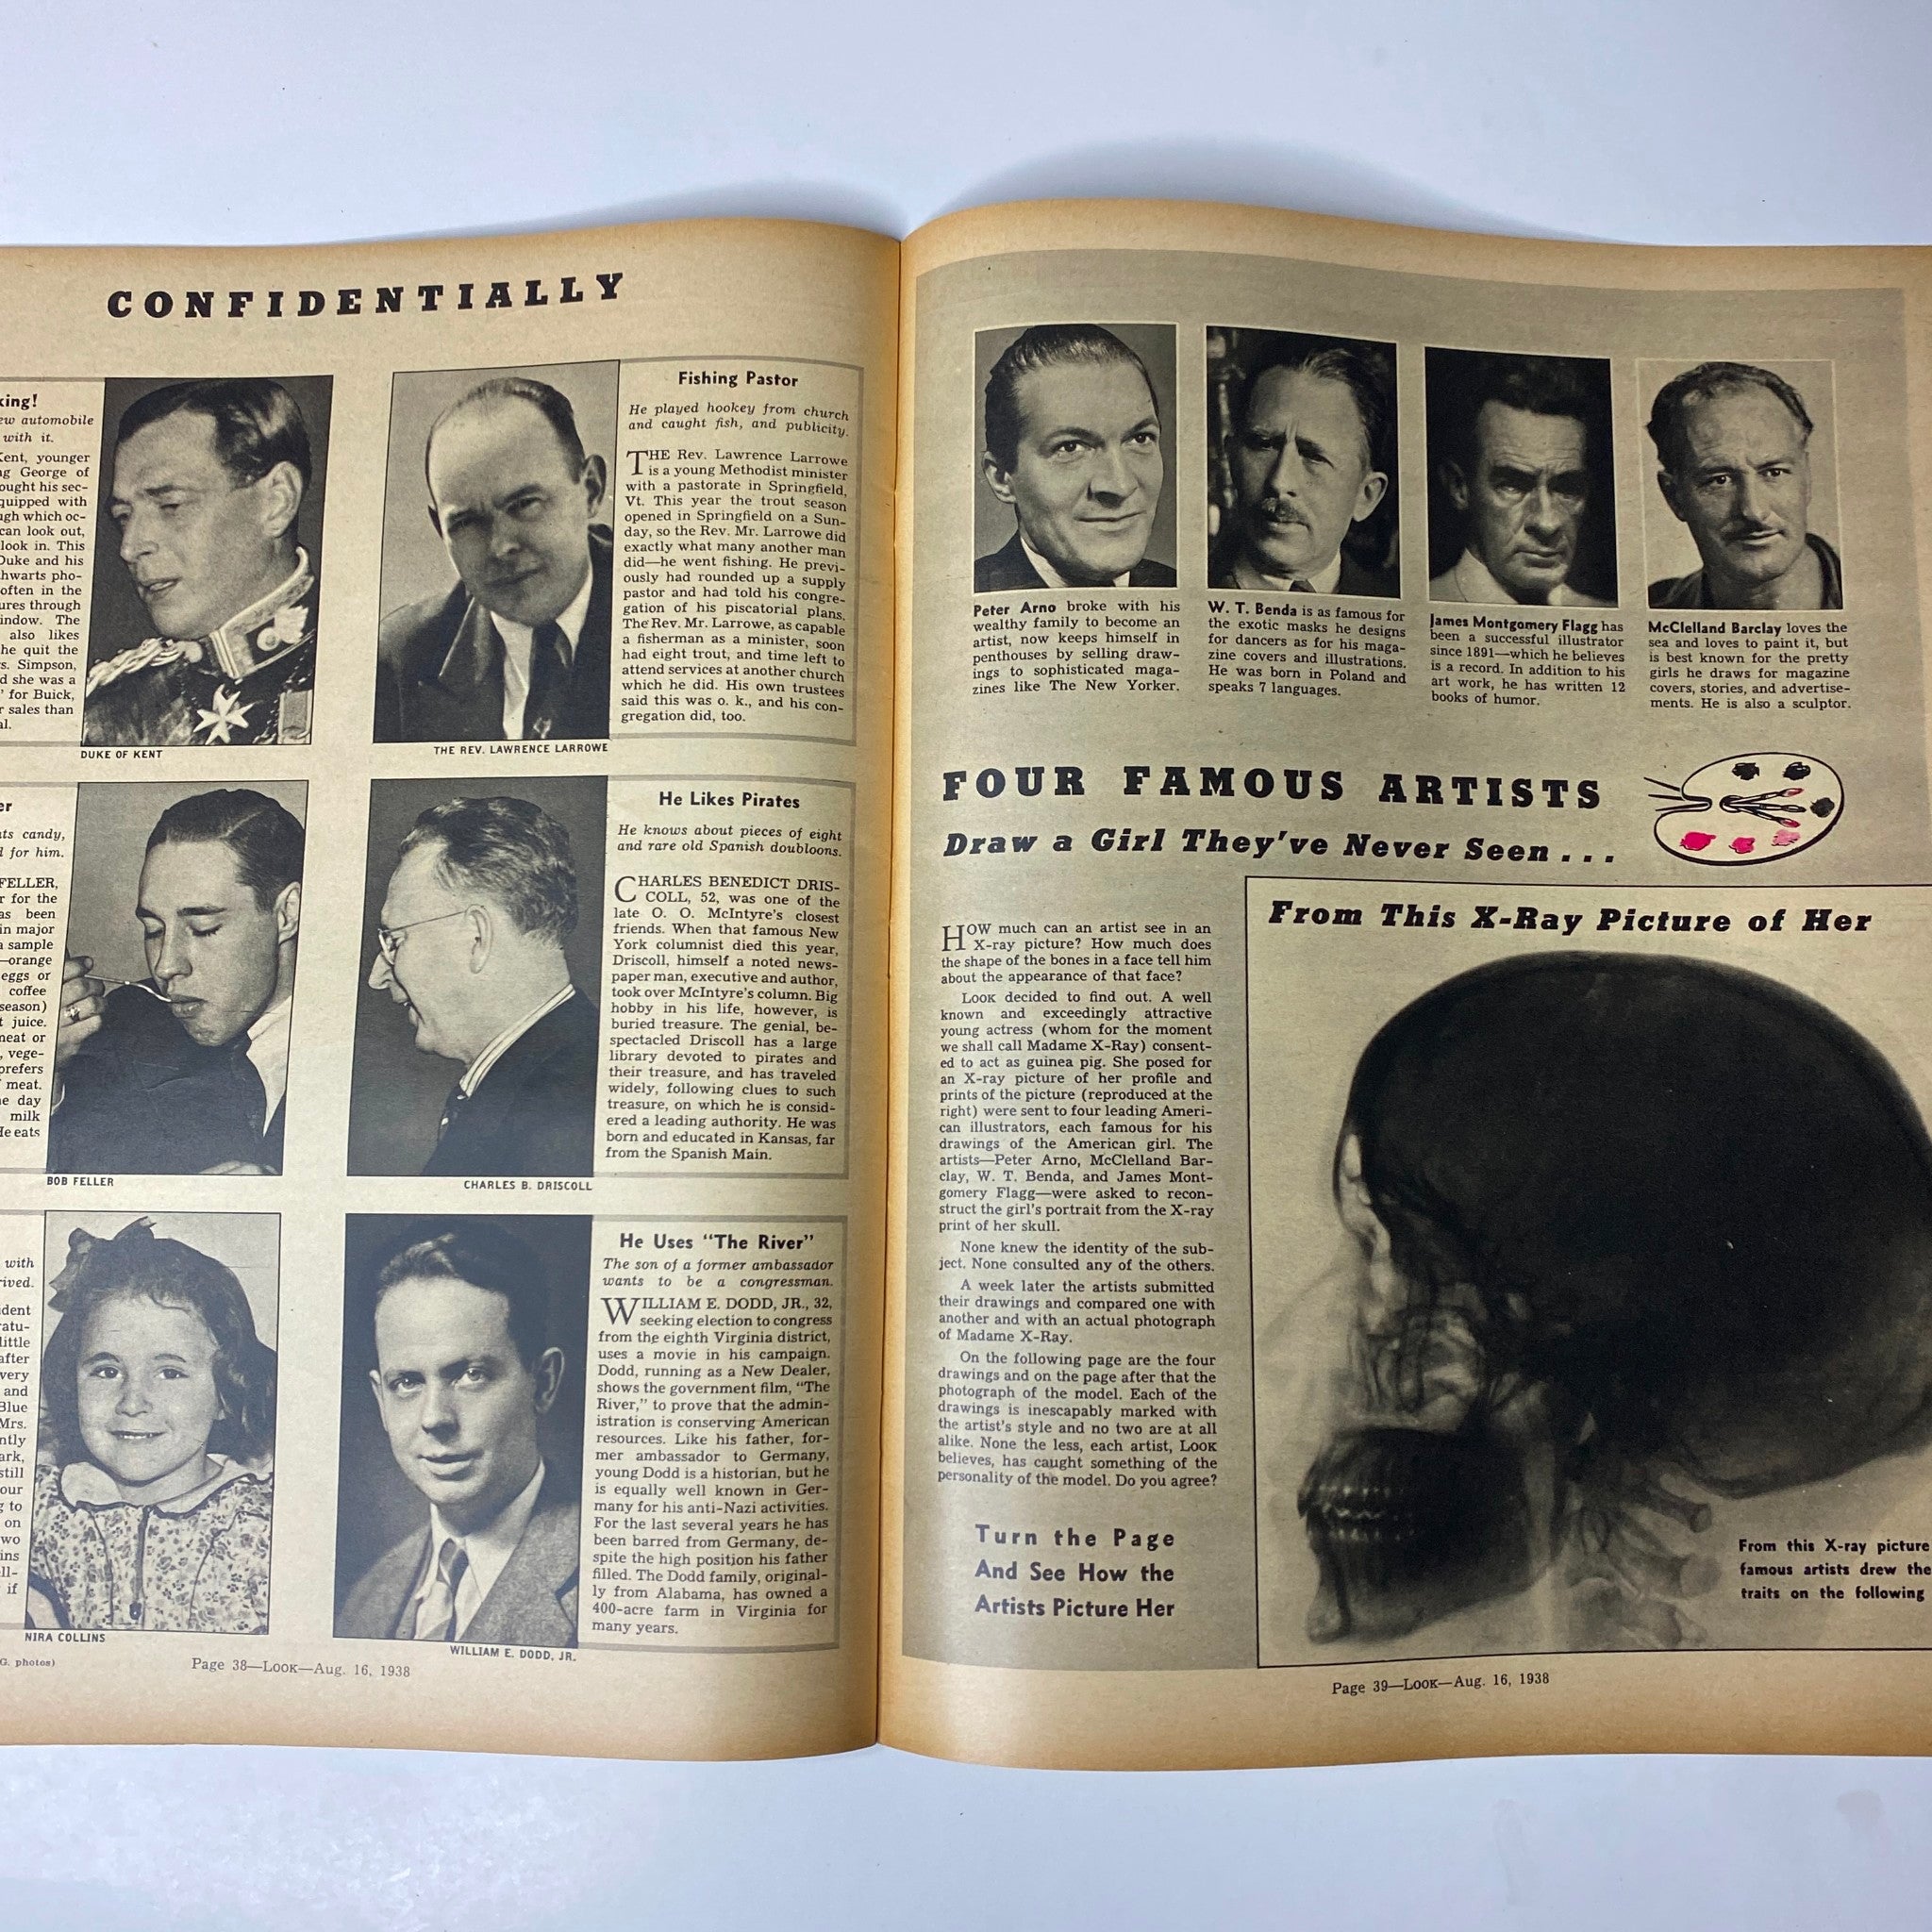 CONFIDENTIALLY
king!
ew automobile
with it.
Kent, younger
ng George of
ought his sec-
quipped with
ugh which oc-
can look out,
look in. This
Duke and his
hwarts pho-
often in the
ures through
indow. The
also likes
he quit the
s. Simpson,
d she was a
" for Buick,
r sales than
al.
DUKE OF KENT
Fishing Pastor
He played hookey from church
and caught fish, and publicity.
THE Rev. Lawrence Larrowe
is a young Methodist minister
with a pastorate in Springfield,
Vt. This year the trout season
opened in Springfield on a Sun-
day, so the Rev. Mr. Larrowe did
exactly what many another man
did—he went fishing. He previ-
ously had rounded up a supply
pastor and had told his congre-
gation of his piscatorial plans.
The Rev. Mr. Larrowe, as capable
a fisherman as a minister, soon
had eight trout, and time left to
attend services at another church
which he did. His own trustees
said this was o. k., and his con-
gregation did, too.
THE REV. LAWRENCE LARROWE
er
ats candy,
d for him.
FELLER,
r for the
as been
in major
a sample
—orange
eggs or
coffee
season)
t juice.
meat or
, vege-
prefers
meat.
ne day
milk
He eats
BOB FELLER
He Likes Pirates
He knows about pieces of eight
and rare old Spanish doubloons.
CHARLES BENEDICT DRIS-
COLL, 52, was one of the
late O. O. McIntyre's closest
friends. When that famous New
York columnist died this year,
Driscoll, himself a noted news-
paper man, executive and author,
took over McIntyre's column. Big
hobby in his life, however, is
buried treasure. The genial, be-
spectacled Driscoll has a large
library devoted to pirates and
their treasure, and has traveled
widely, following clues to such
treasure, on which he is consid-
ered a leading authority. He was
born and educated in Kansas, far
from the Spanish Main.
CHARLES B. DRISCOLL
with
rived.
ident
ratu-
little
after
very
and
Blue
Mrs.
ntly
ark,
still
our
g to
on
two
ins
ell-
if
NIRA COLLINS
G. photos)
He Uses "The River"
The son of a former ambassador
wants to be a congressman.
WILLIAM E. DODD, JR., 32,
seeking election to congress
from the eighth Virginia district,
uses a movie in his campaign.
Dodd, running as a New Dealer,
shows the government film, "The
River," to prove that the admin-
istration is conserving American
resources. Like his father, for-
mer ambassador to Germany,
young Dodd is a historian, but he
is equally well known in Ger-
many for his anti-Nazi activities.
For the last several years he has
been barred from Germany, de-
spite the high position his father
filled. The Dodd family, original-
ly from Alabama, has owned a
400-acre farm in Virginia for
many years.
WILLIAM E. DODD, JR.
Page 38—LOOK—Aug. 16, 1938
Peter Arno broke with his
wealthy family to become an
artist, now keeps himself in
penthouses by selling draw-
ings to sophisticated maga-
zines like The New Yorker.
W. T. Benda is as famous for
the exotic masks he designs
for dancers as for his maga-
zine covers and illustrations.
He was born in Poland and
speaks 7 languages.
James Montgomery Flagg has
been a successful illustrator
since 1891—which he believes
is a record. In addition to his
art work, he has written 12
books of humor.
McClelland Barclay loves the
sea and loves to paint it, but
is best known for the pretty
girls he draws for magazine
covers, stories, and advertise-
ments. He is also a sculptor.
FOUR FAMOUS ARTISTS
Draw a Girl They've Never Seen...
From This X-Ray Picture of Her
HOW much can an artist see in an
X-ray picture? How much does
the shape of the bones in a face tell him
about the appearance of that face?
LOOK decided to find out. A well
known and exceedingly attractive
young actress (whom for the moment
we shall call Madame X-Ray) consent-
ed to act as guinea pig. She posed for
an X-ray picture of her profile and
prints of the picture (reproduced at the
right) were sent to four leading Ameri-
can illustrators, each famous for his
drawings of the American girl. The
artists—Peter Arno, McClelland Bar-
clay, W. T. Benda, and James Mont-
gomery Flagg—were asked to recon-
struct the girl's portrait from the X-ray
print of her skull.
None knew the identity of the sub-
ject. None consulted any of the others.
A week later the artists submitted
their drawings and compared one with
another and with an actual photograph
of Madame X-Ray.
On the following page are the four
drawings and on the page after that the
photograph of the model. Each of the
drawings is inescapably marked with
the artist's style and no two are at all
alike. None the less, each artist, LOOK
believes, has caught something of the
personality of the model. Do you agree?
Turn the Page
And See How the
Artists Picture Her
From this X-ray picture
famous artists drew the
traits on the following
Page 39—LOOK—Aug. 16, 1938